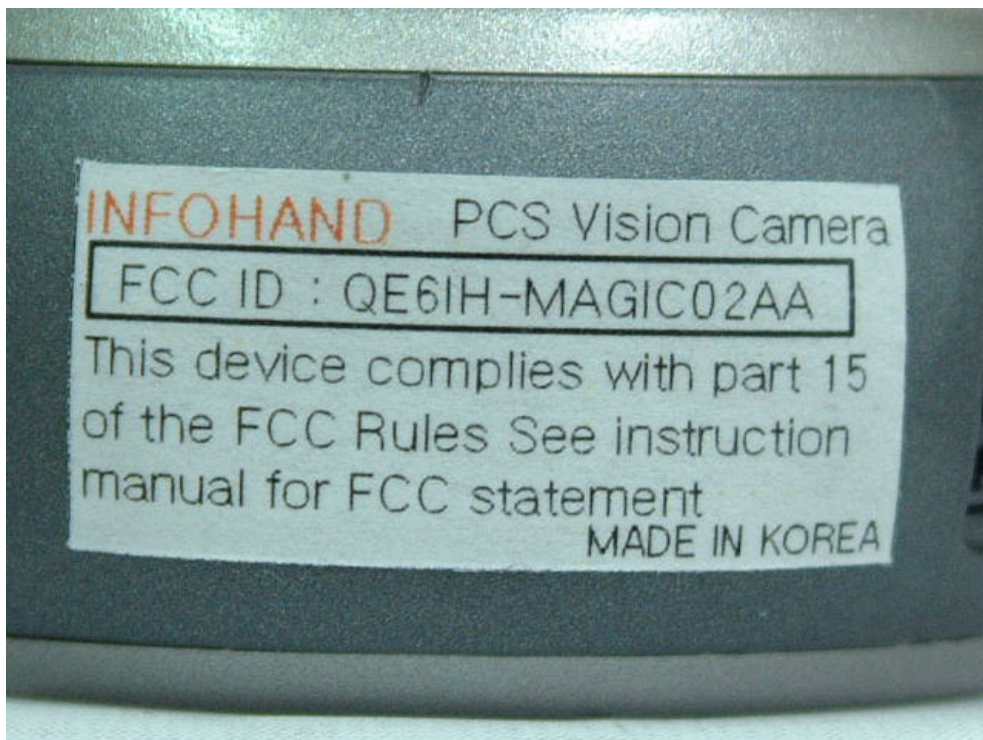 INFOHAND PCS Vision Camera
FCC ID : QE6IH-MAGIC02AA
This device complies with part 15
of the FCC Rules See instruction
manual for FCC statement
MADE IN KOREA